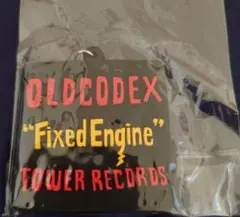 OLDCODEX
"Fixed Engine"
TOWER RECORDS